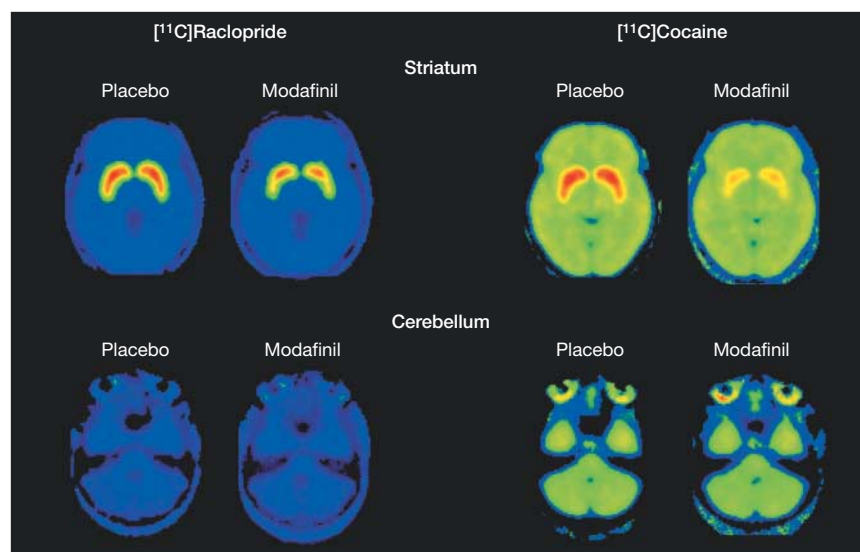 [¹¹C]Raclopride [¹¹C]Cocaine
Striatum
Placebo Modafinil Placebo Modafinil
Cerebellum
Placebo Modafinil Placebo Modafinil